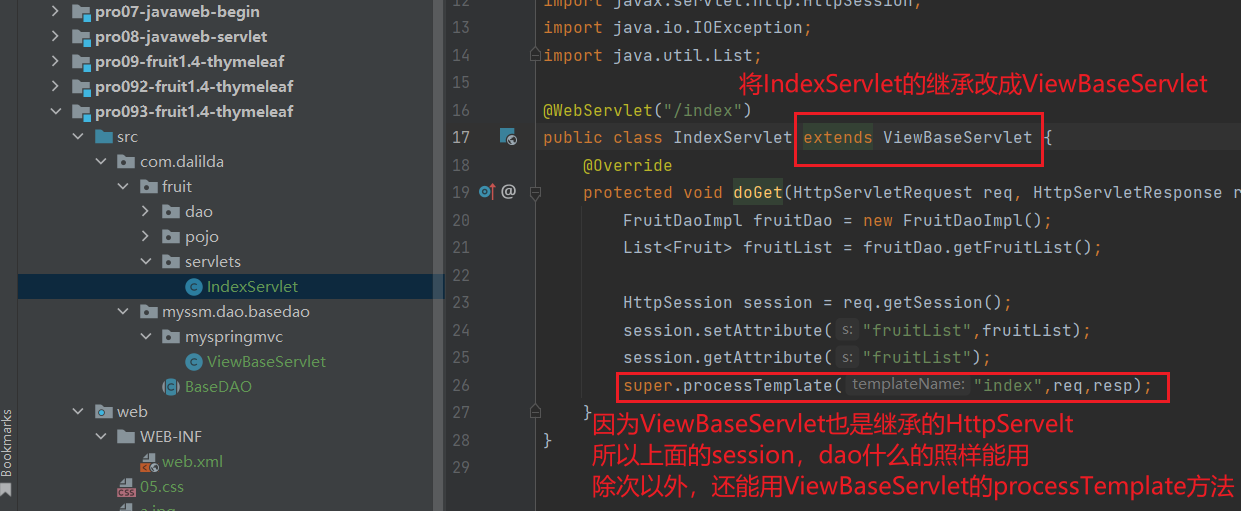 pro07-javaweb-begin
pro08-javaweb-servlet
pro09-fruit1.4-thymeleaf
pro092-fruit1.4-thymeleaf
pro093-fruit1.4-thymeleaf
src
com.dalilda
fruit
dao
pojo
servlets
IndexServlet
myssm.dao.basedao
myspringmvc
ViewBaseServlet
BaseDAO
web
WEB-INF
web.xml
05.css
Bookmarks
12 import javax.servlet.http.HttpSession;
13 import java.io.IOException;
14 import java.util.List;
15
将IndexServlet的继承改成ViewBaseServlet
16 @WebServlet("/index")
17 public class IndexServlet extends ViewBaseServlet {
18 @Override
19 @ protected void doGet(HttpServletRequest req, HttpServletResponse r
20 FruitDaoImpl fruitDao = new FruitDaoImpl();
21 List<Fruit> fruitList = fruitDao.getFruitList();
22
23 HttpSession session = req.getSession();
24 session.setAttribute( s: "fruitList",fruitList);
25 session.getAttribute( s: "fruitList");
26 super.processTemplate( templateName: "index",req,resp);
27 }
28 }
29
因为ViewBaseServlet也是继承的HttpServelt
所以上面的session，dao什么的照样能用
除次以外，还能用ViewBaseServlet的processTemplate方法